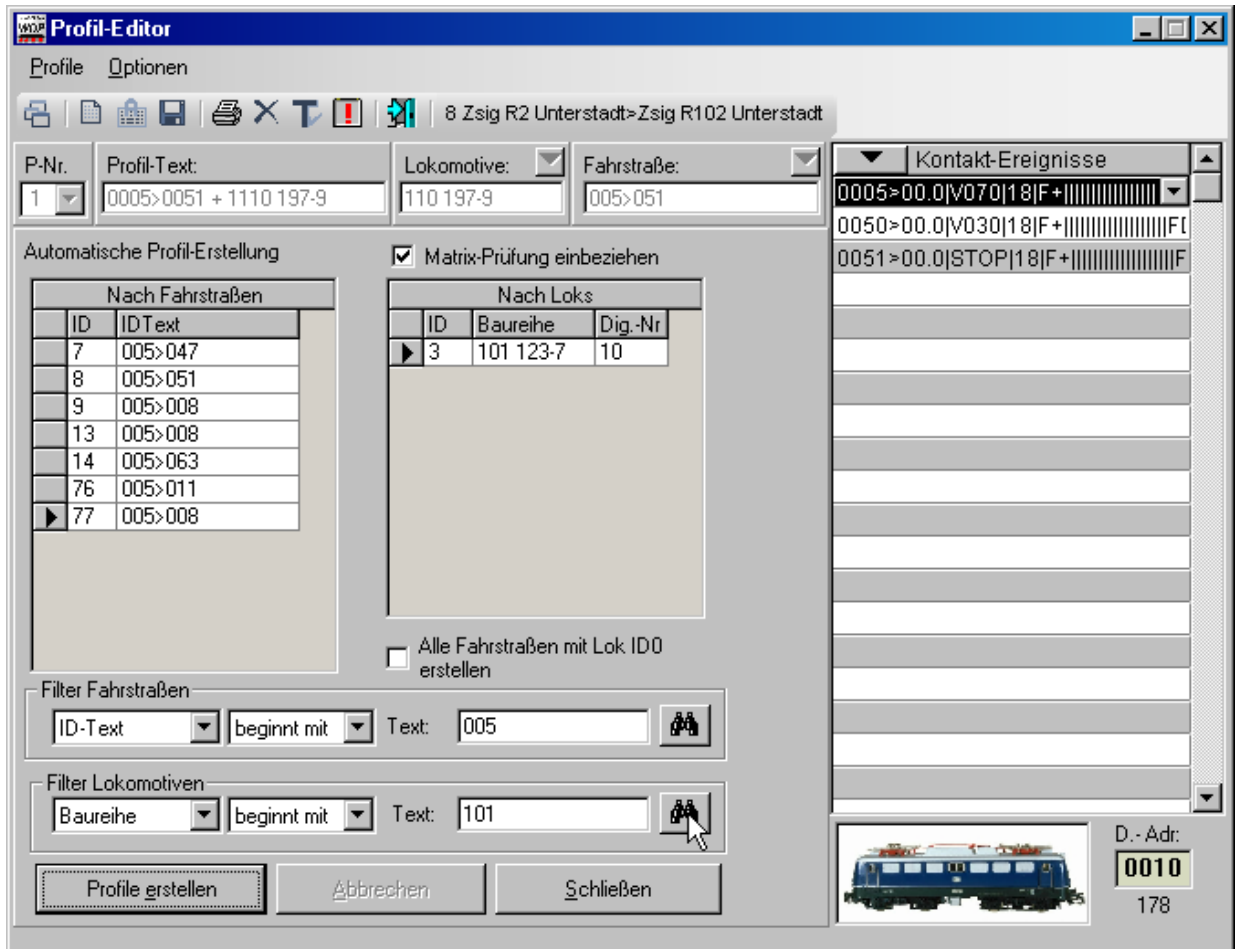 WDP Profil-Editor
Profile Optionen
8 Zsig R2 Unterstadt>Zsig R102 Unterstadt
P-Nr. Profil-Text: Lokomotive: Fahrstraße:
1 0005>0051 + 1110 197-9 110 197-9 005>051
Kontakt-Ereignisse
0005>00.0|V070|18|F+||||||||||||||||||
0050>00.0|V030|18|F+||||||||||||||||||F
0051>00.0|STOP|18|F+||||||||||||||||||F
Automatische Profil-Erstellung
Matrix-Prüfung einbeziehen
Nach Fahrstraßen
ID IDText
7 005>047
8 005>051
9 005>008
13 005>008
14 005>063
76 005>011
77 005>008
Nach Loks
ID Baureihe Dig.-Nr
3 101 123-7 10
Alle Fahrstraßen mit Lok ID0
erstellen
Filter Fahrstraßen
ID-Text beginnt mit Text: 005
Filter Lokomotiven
Baureihe beginnt mit Text: 101
Profile erstellen Abbrechen Schließen
D.- Adr:
0010
178